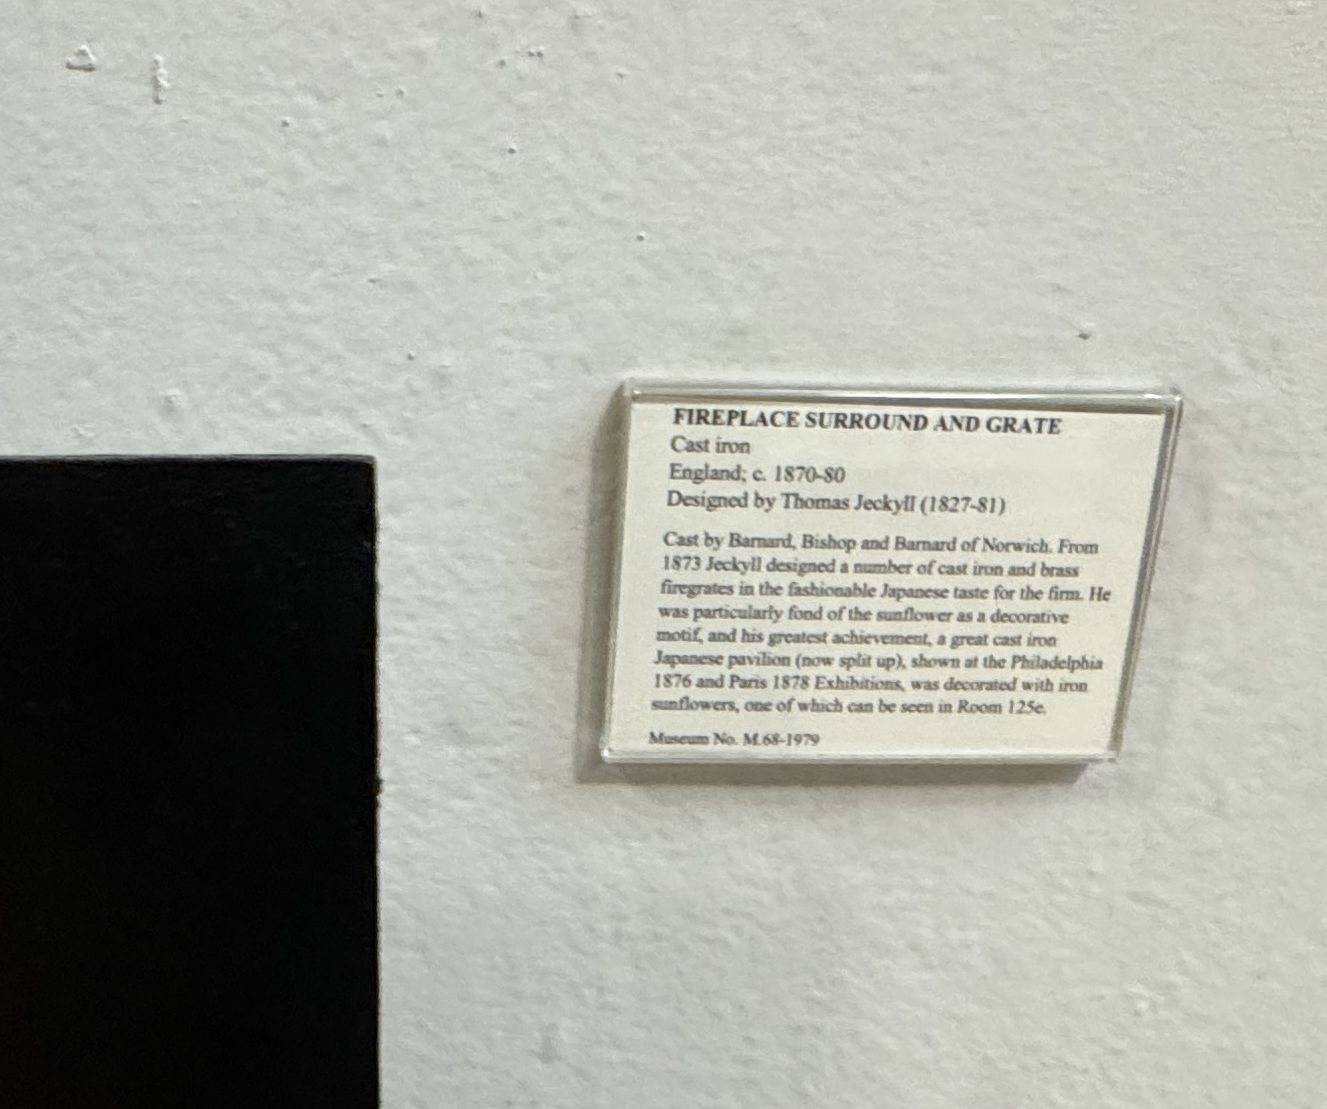 FIREPLACE SURROUND AND GRATE
Cast iron
England; c. 1870-80
Designed by Thomas Jeckyll (1827-81)
Cast by Barnard, Bishop and Barnard of Norwich. From
1873 Jeckyll designed a number of cast iron and brass
firegrates in the fashionable Japanese taste for the firm. He
was particularly fond of the sunflower as a decorative
motif, and his greatest achievement, a great cast iron
Japanese pavilion (now split up), shown at the Philadelphia
1876 and Paris 1878 Exhibitions, was decorated with iron
sunflowers, one of which can be seen in Room 125e.
Museum No. M.68-1979